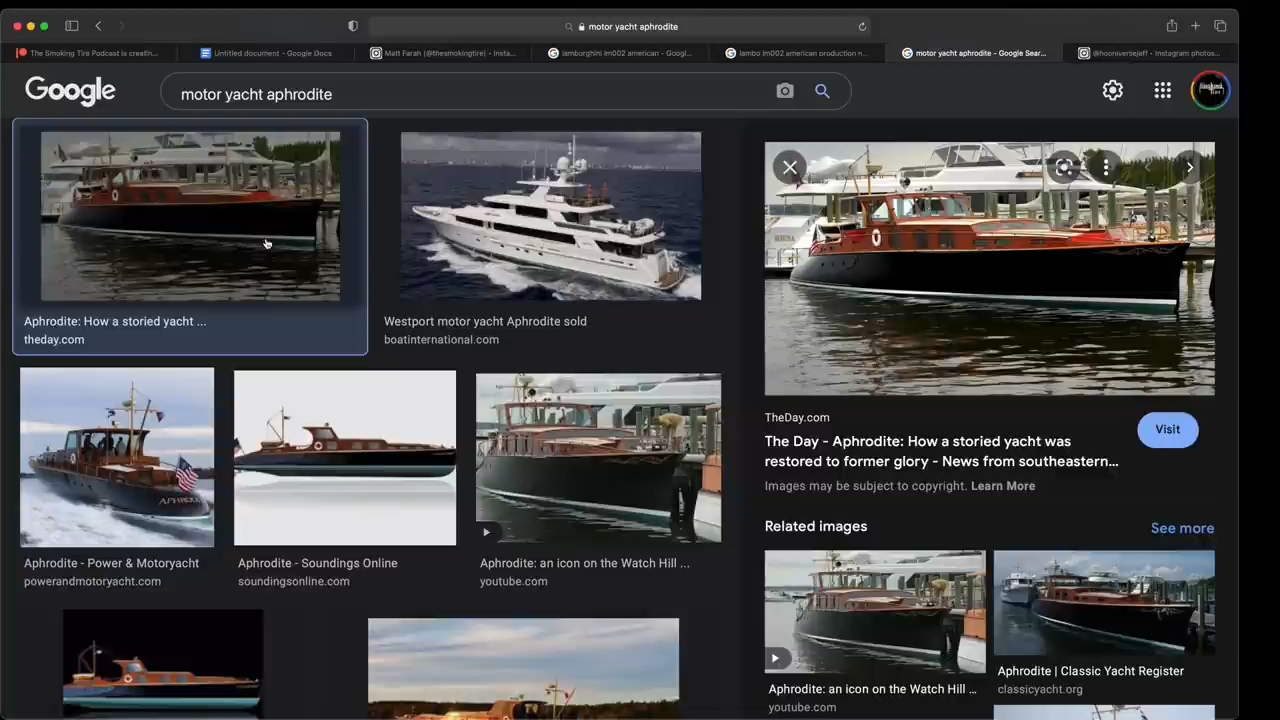 motor yacht aphrodite
The Smoking Tire Podcast is creatin...
Untitled document - Google Docs
Matt Farah (@thesmokingtire) • Insta...
lamborghini lm002 american - Googl...
lambo lm002 american production n...
motor yacht aphrodite - Google Sear...
@hooniversejeff • Instagram photos...
Google
motor yacht aphrodite
Aphrodite: How a storied yacht ...
theday.com
Westport motor yacht Aphrodite sold
boatinternational.com
TheDay.com
Visit
The Day - Aphrodite: How a storied yacht was
restored to former glory - News from southeastern...
Images may be subject to copyright. Learn More
Aphrodite - Power & Motoryacht
powerandmotoryacht.com
Aphrodite - Soundings Online
soundingsonline.com
Aphrodite: an icon on the Watch Hill ...
youtube.com
Related images
See more
Aphrodite: an icon on the Watch Hill ...
youtube.com
Aphrodite | Classic Yacht Register
classicyacht.org